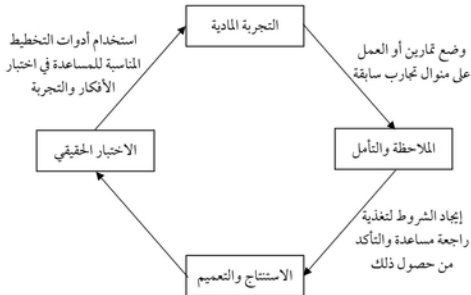 التجربة المادية
وضع تمارين أو العمل
على منوال تجارب سابقة
الملاحظة والتأمل
إيجاد الشروط لتغذية
راجعة مساعدة والتأكد
من حصول ذلك
الاستنتاج والتعميم
الاختبار الحقيقي
استخدام أدوات التخطيط
المناسبة للمساعدة في اختبار
الأفكار والتجربة